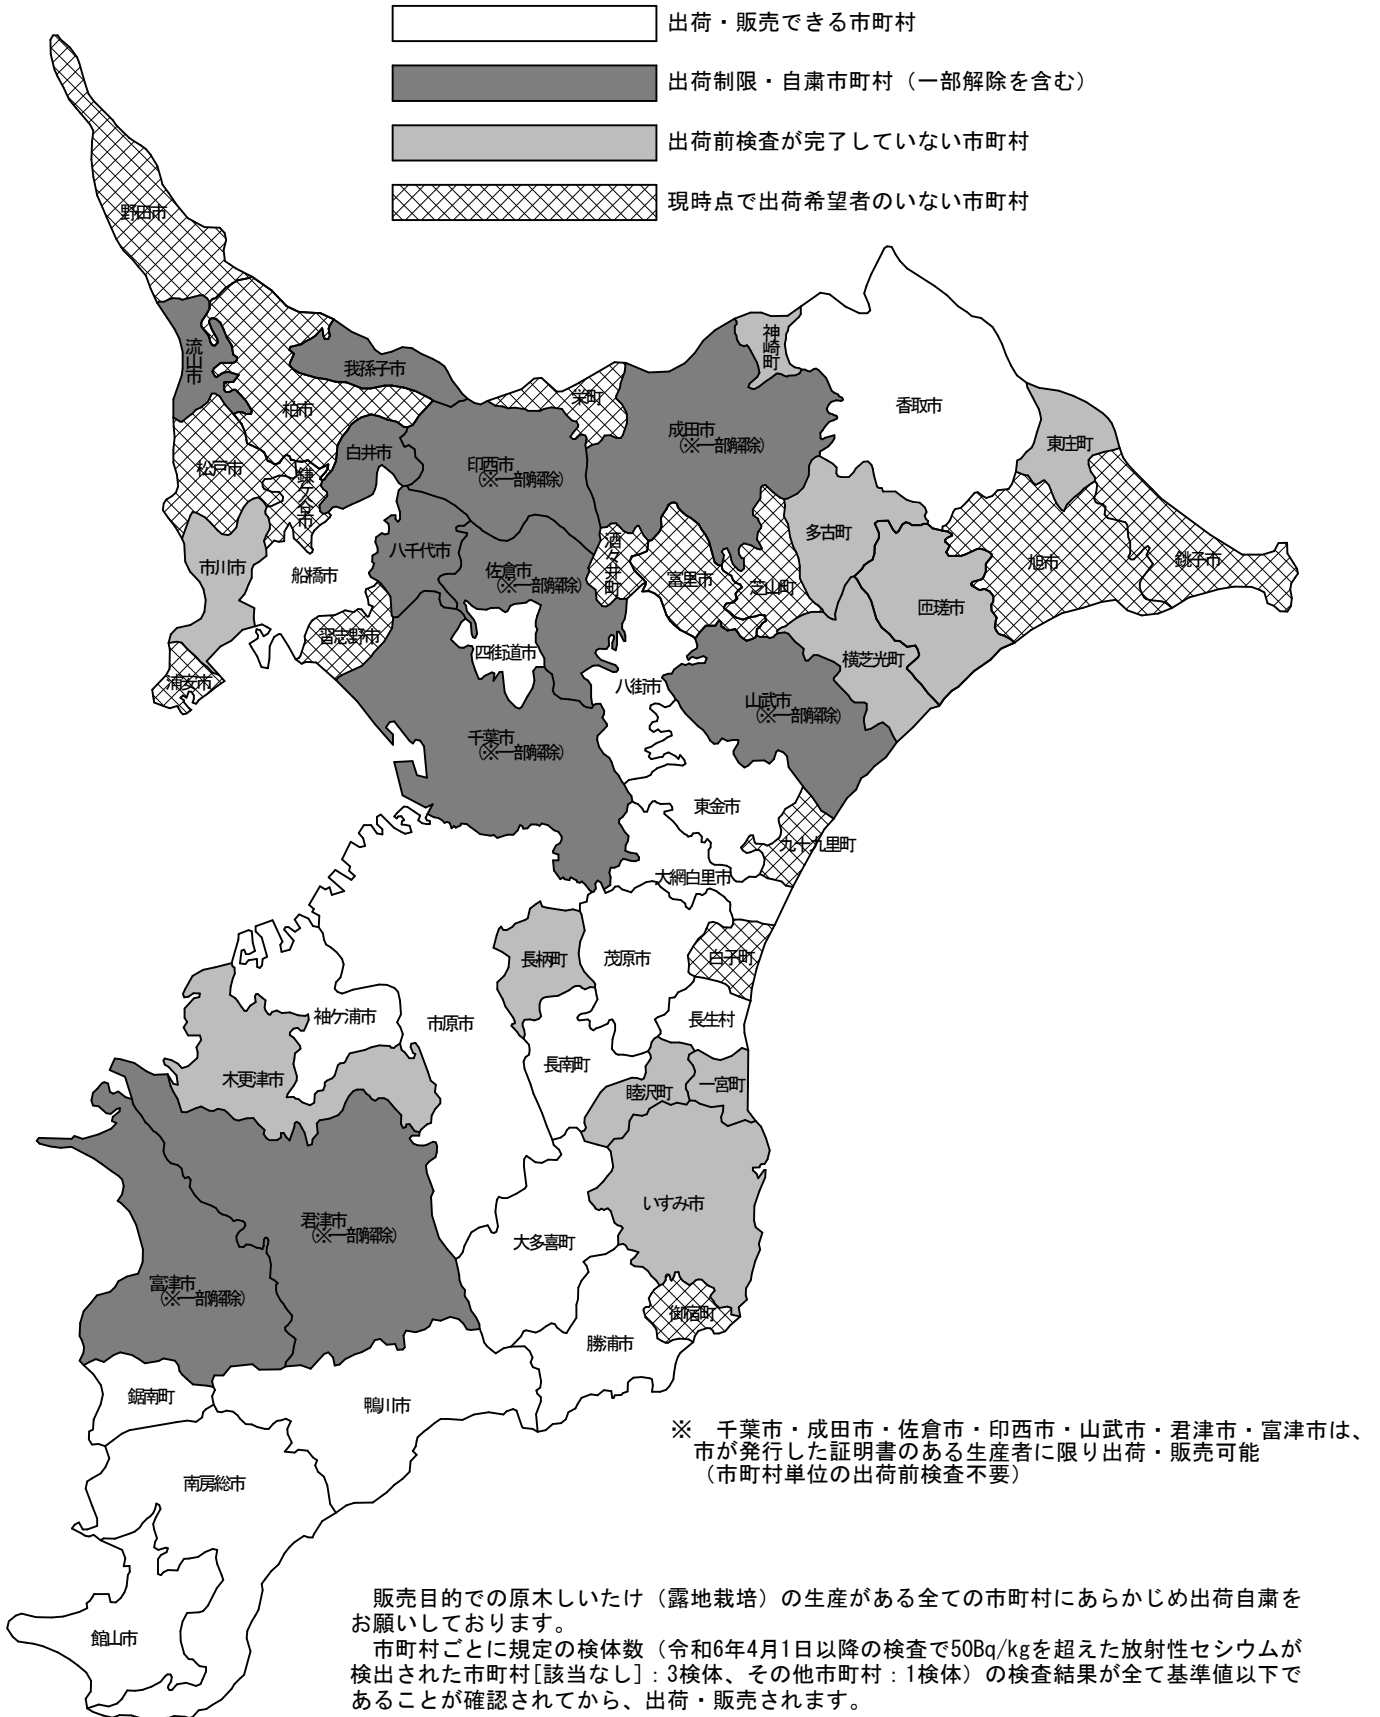 出荷・販売できる市町村
出荷制限・自粛市町村（一部解除を含む）
出荷前検査が完了していない市町村
現時点で出荷希望者のいない市町村
野田市
流山市
我孫子市
柏市
栄町
神崎町
香取市
成田市
（※一部解除）
東庄町
白井市
松戸市
鎌ケ谷市
印西市
（※一部解除）
多古町
八千代市
酒々井町
市川市
船橋市
佐倉市
（※一部解除）
富里市
芝山町
旭市
銚子市
匝瑳市
習志野市
四街道市
横芝光町
浦安市
八街市
山武市
（※一部解除）
千葉市
（※一部解除）
東金市
九十九里町
大網白里市
長柄町
茂原市
白子町
袖ケ浦市
市原市
長生村
長南町
木更津市
睦沢町
一宮町
いすみ市
君津市
（※一部解除）
大多喜町
富津市
（※一部解除）
御宿町
勝浦市
鋸南町
鴨川市
※　千葉市・成田市・佐倉市・印西市・山武市・君津市・富津市は、
市が発行した証明書のある生産者に限り出荷・販売可能
（市町村単位の出荷前検査不要）
南房総市
館山市
販売目的での原木しいたけ（露地栽培）の生産がある全ての市町村にあらかじめ出荷自粛を
お願いしております。
市町村ごとに規定の検体数（令和6年4月1日以降の検査で50Bq/kgを超えた放射性セシウムが
検出された市町村[該当なし]：3検体、その他市町村：1検体）の検査結果が全て基準値以下で
あることが確認されてから、出荷・販売されます。